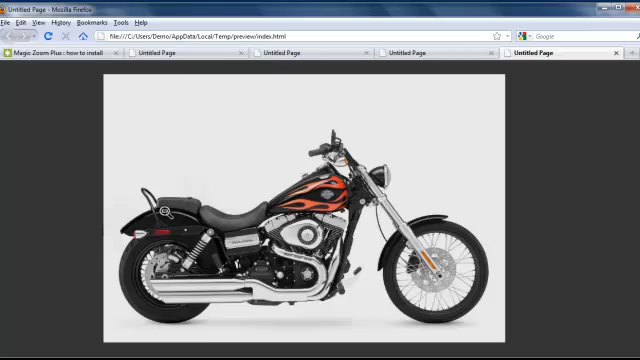 Untitled Page - Mozilla Firefox
File Edit View History Bookmarks Tools Help
file:///C:/Users/Demo/AppData/Local/Temp/preview/index.html
Google
Magic Zoom Plus : how to install
Untitled Page
Untitled Page
Untitled Page
Untitled Page